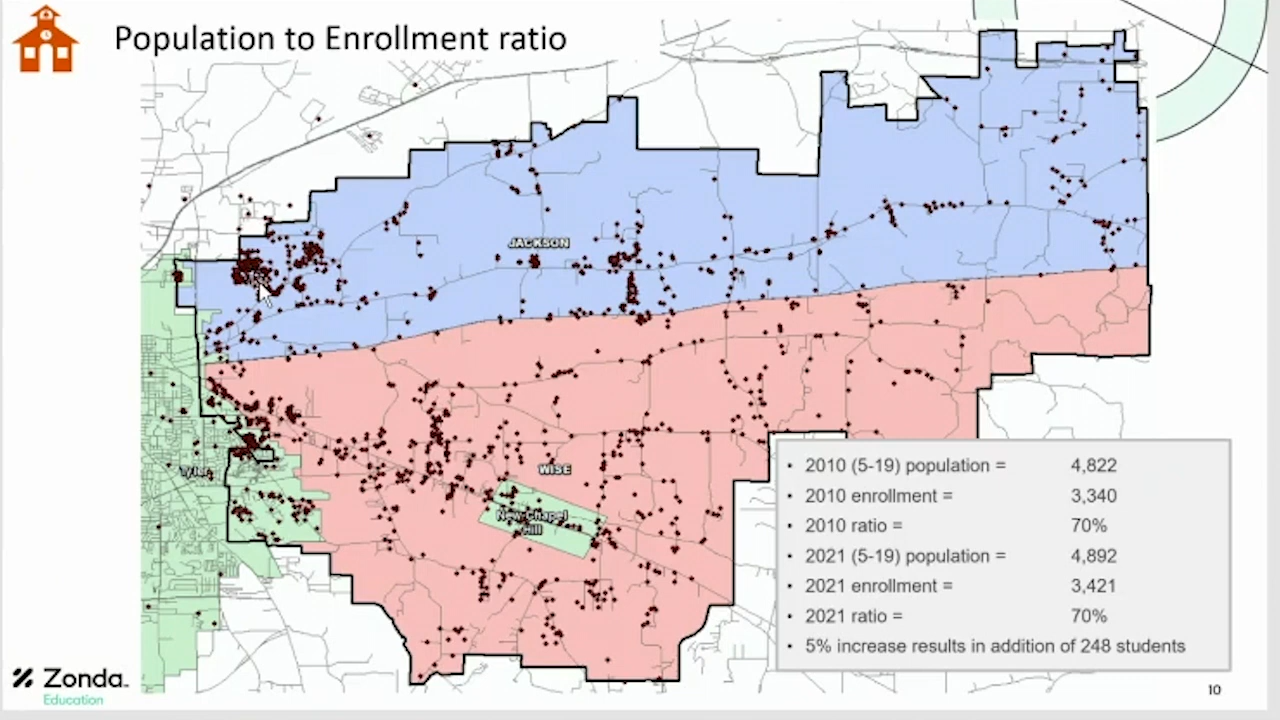 Population to Enrollment ratio
JACKSON
WISE
Tyler
New Chapel
Hill
• 2010 (5-19) population = 4,822
• 2010 enrollment = 3,340
• 2010 ratio = 70%
• 2021 (5-19) population = 4,892
• 2021 enrollment = 3,421
• 2021 ratio = 70%
• 5% increase results in addition of 248 students
Zonda
Education
10